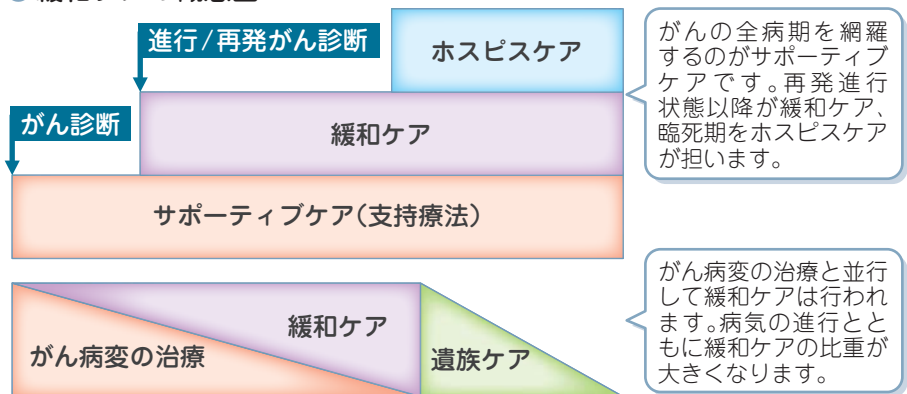 進行/再発がん診断
ホスピスケア
がん診断
緩和ケア
サポーティブケア(支持療法)
がんの全病期を網羅
するのがサポーティブ
ケアです。再発進行
状態以降が緩和ケア、
臨死期をホスピスケア
が担います。
緩和ケア
がん病変の治療
遺族ケア
がん病変の治療と並行
して緩和ケアは行われ
ます。病気の進行とと
もに緩和ケアの比重が
大きくなります。